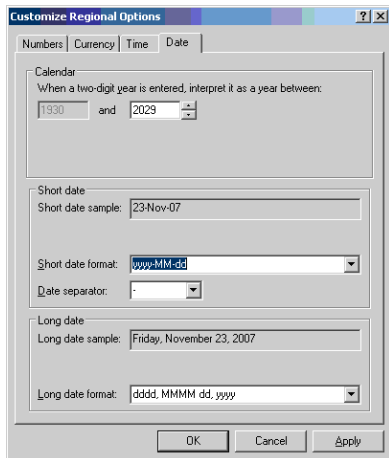 Customize Regional Options
Numbers Currency Time Date
Calendar
When a two-digit year is entered, interpret it as a year between:
1930 and 2029
Short date
Short date sample: 23-Nov-07
Short date format: yyyy-MM-dd
Date separator: -
Long date
Long date sample: Friday, November 23, 2007
Long date format: dddd, MMMM dd, yyyy
OK Cancel Apply